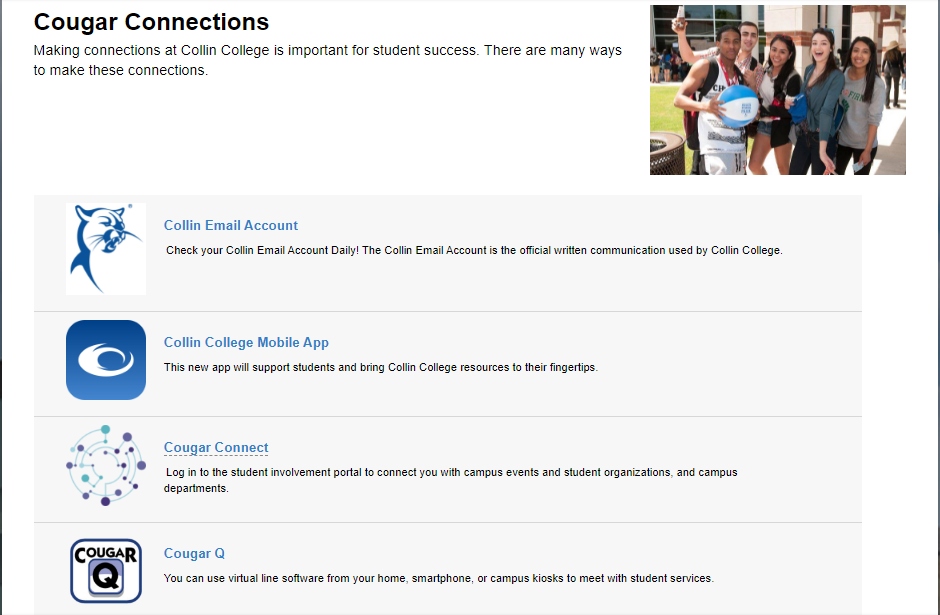 Cougar Connections
Making connections at Collin College is important for student success. There are many ways
to make these connections.
Collin Email Account
Check your Collin Email Account Daily! The Collin Email Account is the official written communication used by Collin College.
Collin College Mobile App
This new app will support students and bring Collin College resources to their fingertips.
Cougar Connect
Log in to the student involvement portal to connect you with campus events and student organizations, and campus
departments.
COUGAR
Q
Cougar Q
You can use virtual line software from your home, smartphone, or campus kiosks to meet with student services.